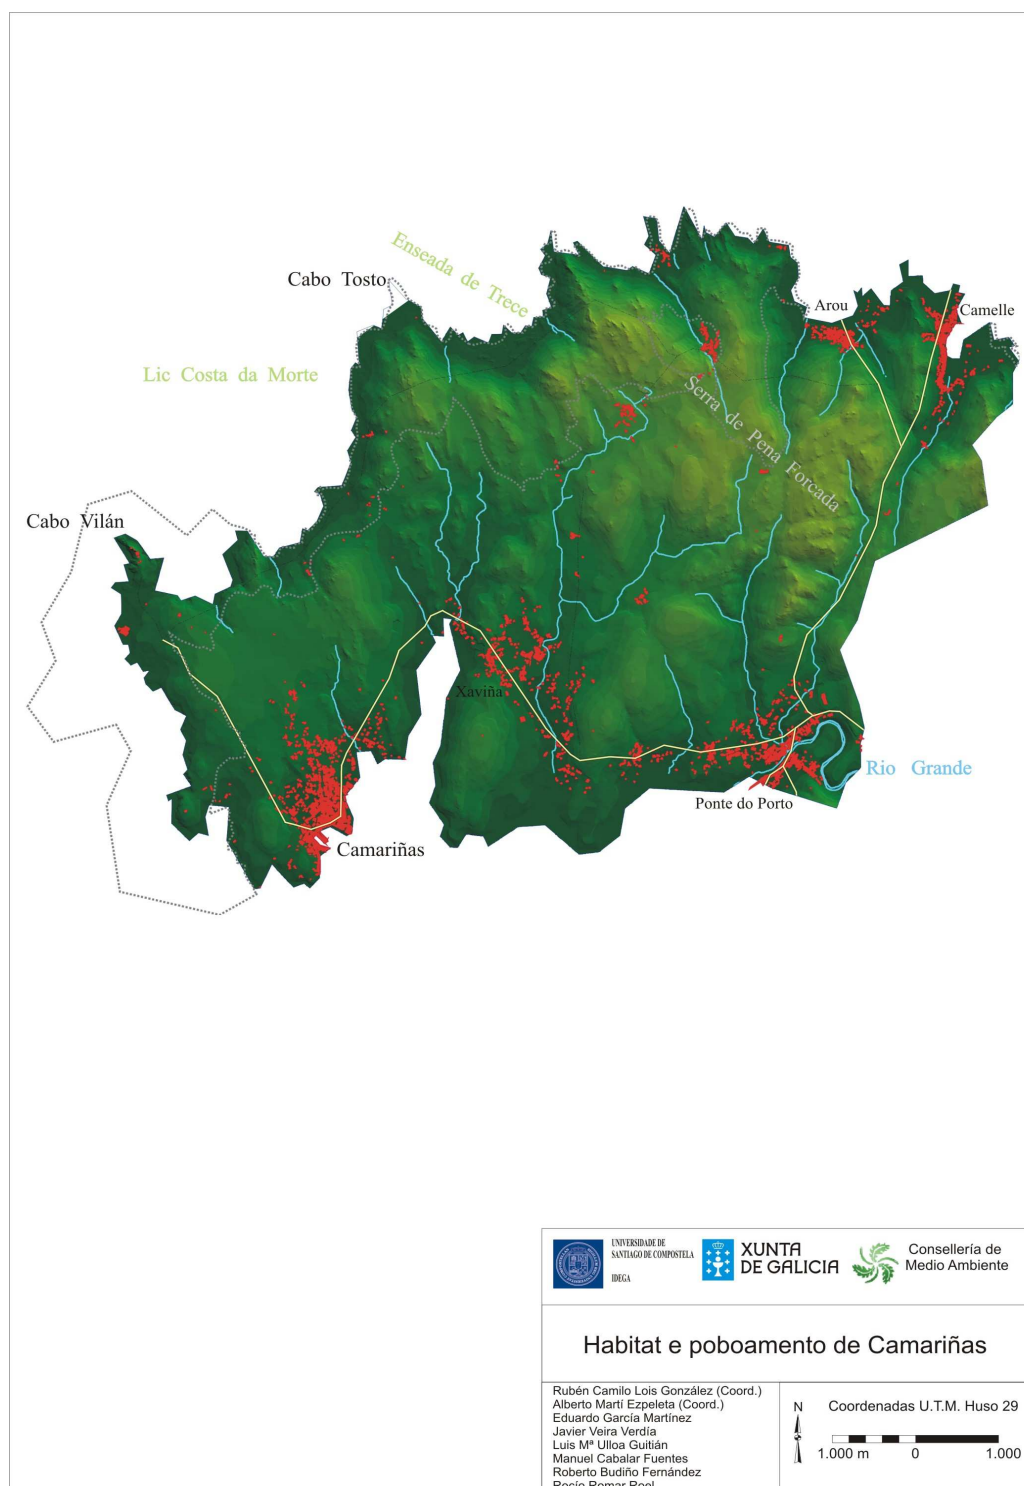 Enseada de Trece
Cabo Tosto
Arou
Camelle
Lic Costa da Morte
Serra de Pena Forcada
Cabo Vilán
Xaviña
Rio Grande
Ponte do Porto
Camariñas
UNIVERSIDADE DE
SANTIAGO DE COMPOSTELA
IDEGA
XUNTA
DE GALICIA
Consellería de
Medio Ambiente
Habitat e poboamento de Camariñas
Rubén Camilo Lois González (Coord.)
Alberto Martí Ezpeleta (Coord.)
Eduardo García Martínez
Javier Veira Verdía
Luis Mª Ulloa Guitián
Manuel Cabalar Fuentes
Roberto Budiño Fernández
N
Coordenadas U.T.M. Huso 29
1.000 m 0 1.000